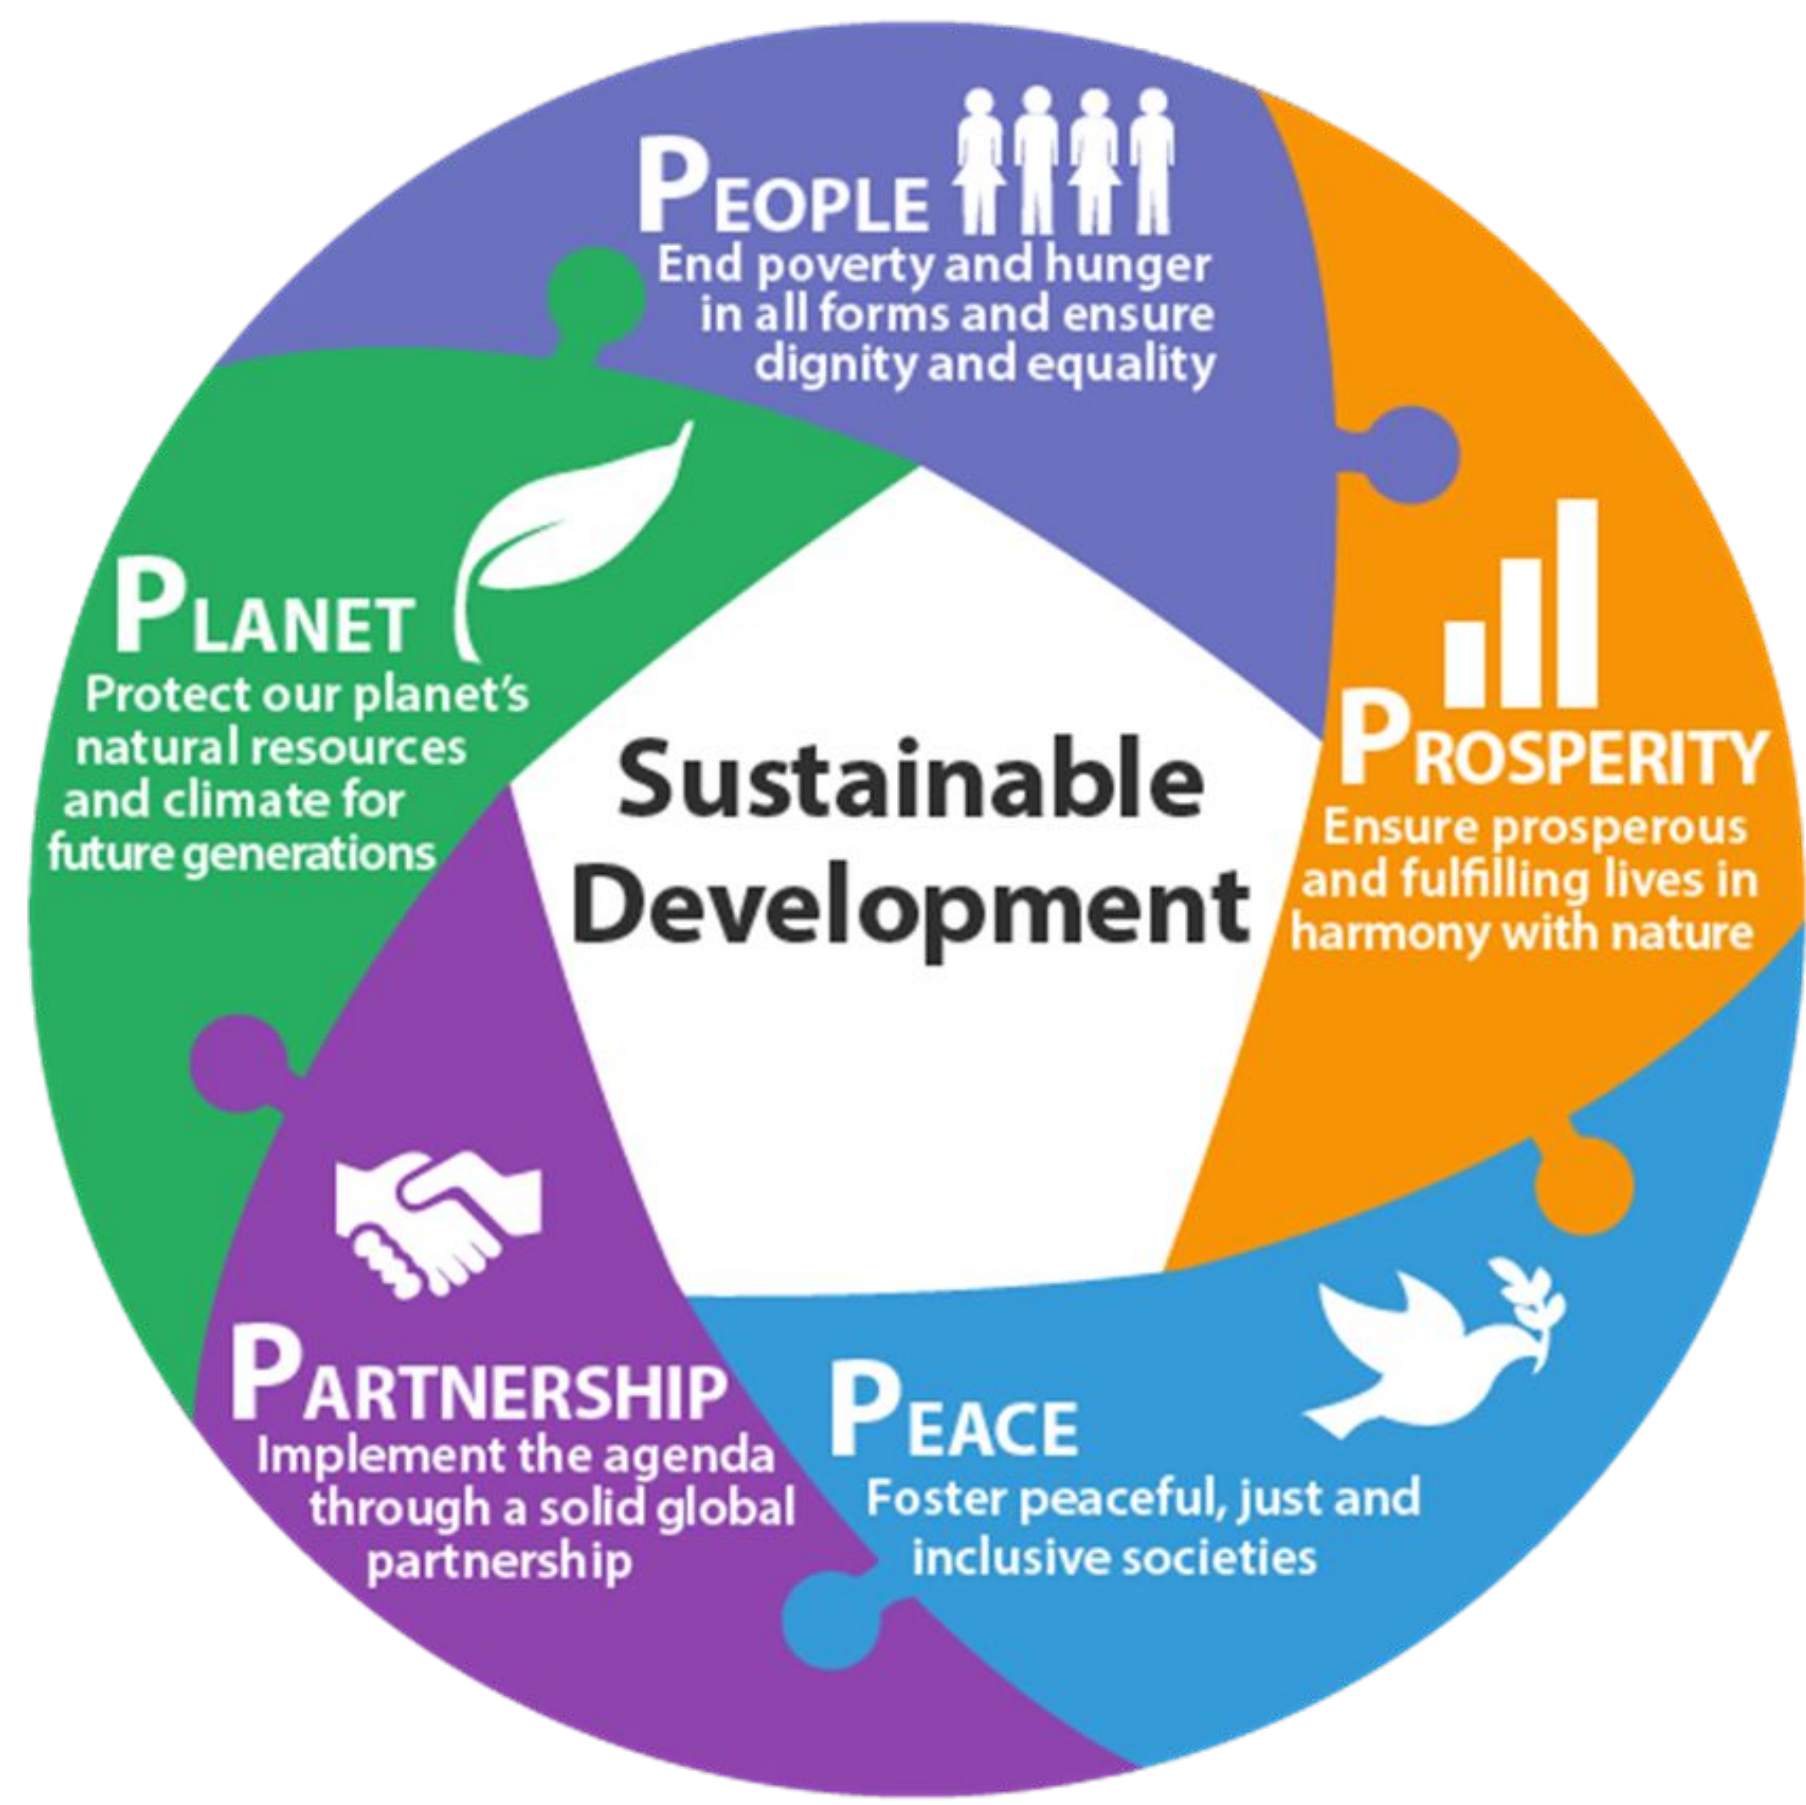 PEOPLE
End poverty and hunger
in all forms and ensure
dignity and equality
PROSPERITY
Ensure prosperous
and fulfilling lives in
harmony with nature
PEACE
Foster peaceful, just and
inclusive societies
PARTNERSHIP
Implement the agenda
through a solid global
partnership
PLANET
Protect our planet's
natural resources
and climate for
future generations
Sustainable
Development